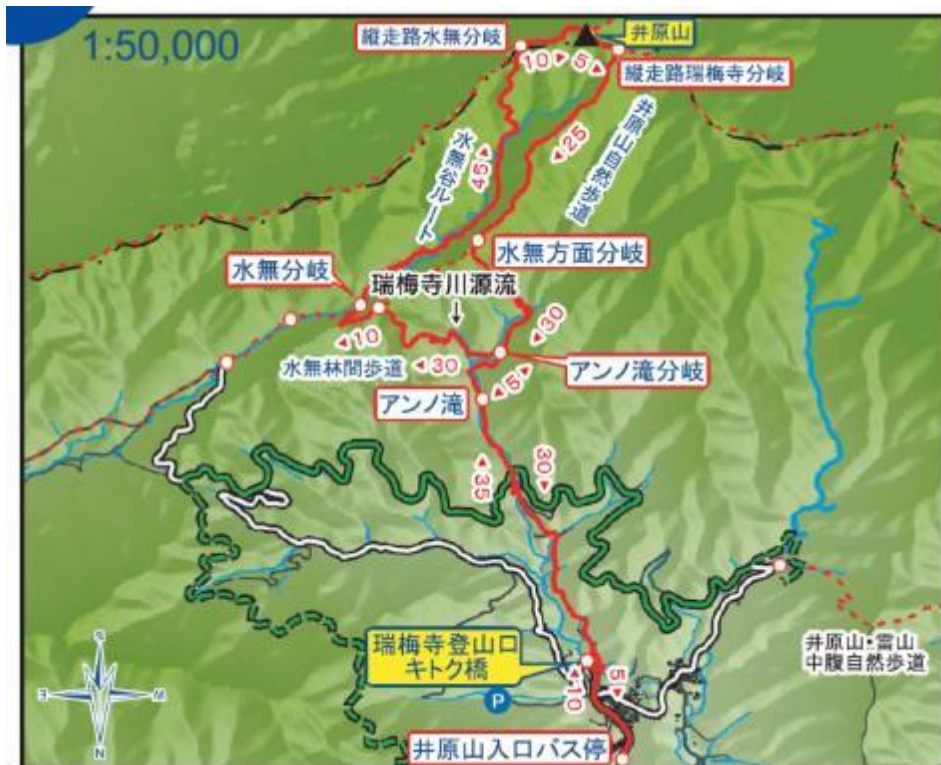 1:50,000
縦走路水無分岐
井原山
10▶
5▶
縦走路瑞梅寺分岐
◀25
井原山自然歩道
◀45
水無谷ルート
水無方面分岐
水無分岐
瑞梅寺川源流
↓
◀10
◀30
水無林間歩道
◀30
アンノ滝分岐
◀5▶
アンノ滝
◀35
30▶
瑞梅寺登山口
キトク橋
井原山・雷山
中腹自然歩道
P
◀10
5▶
井原山入口バス停
S
E
W
N